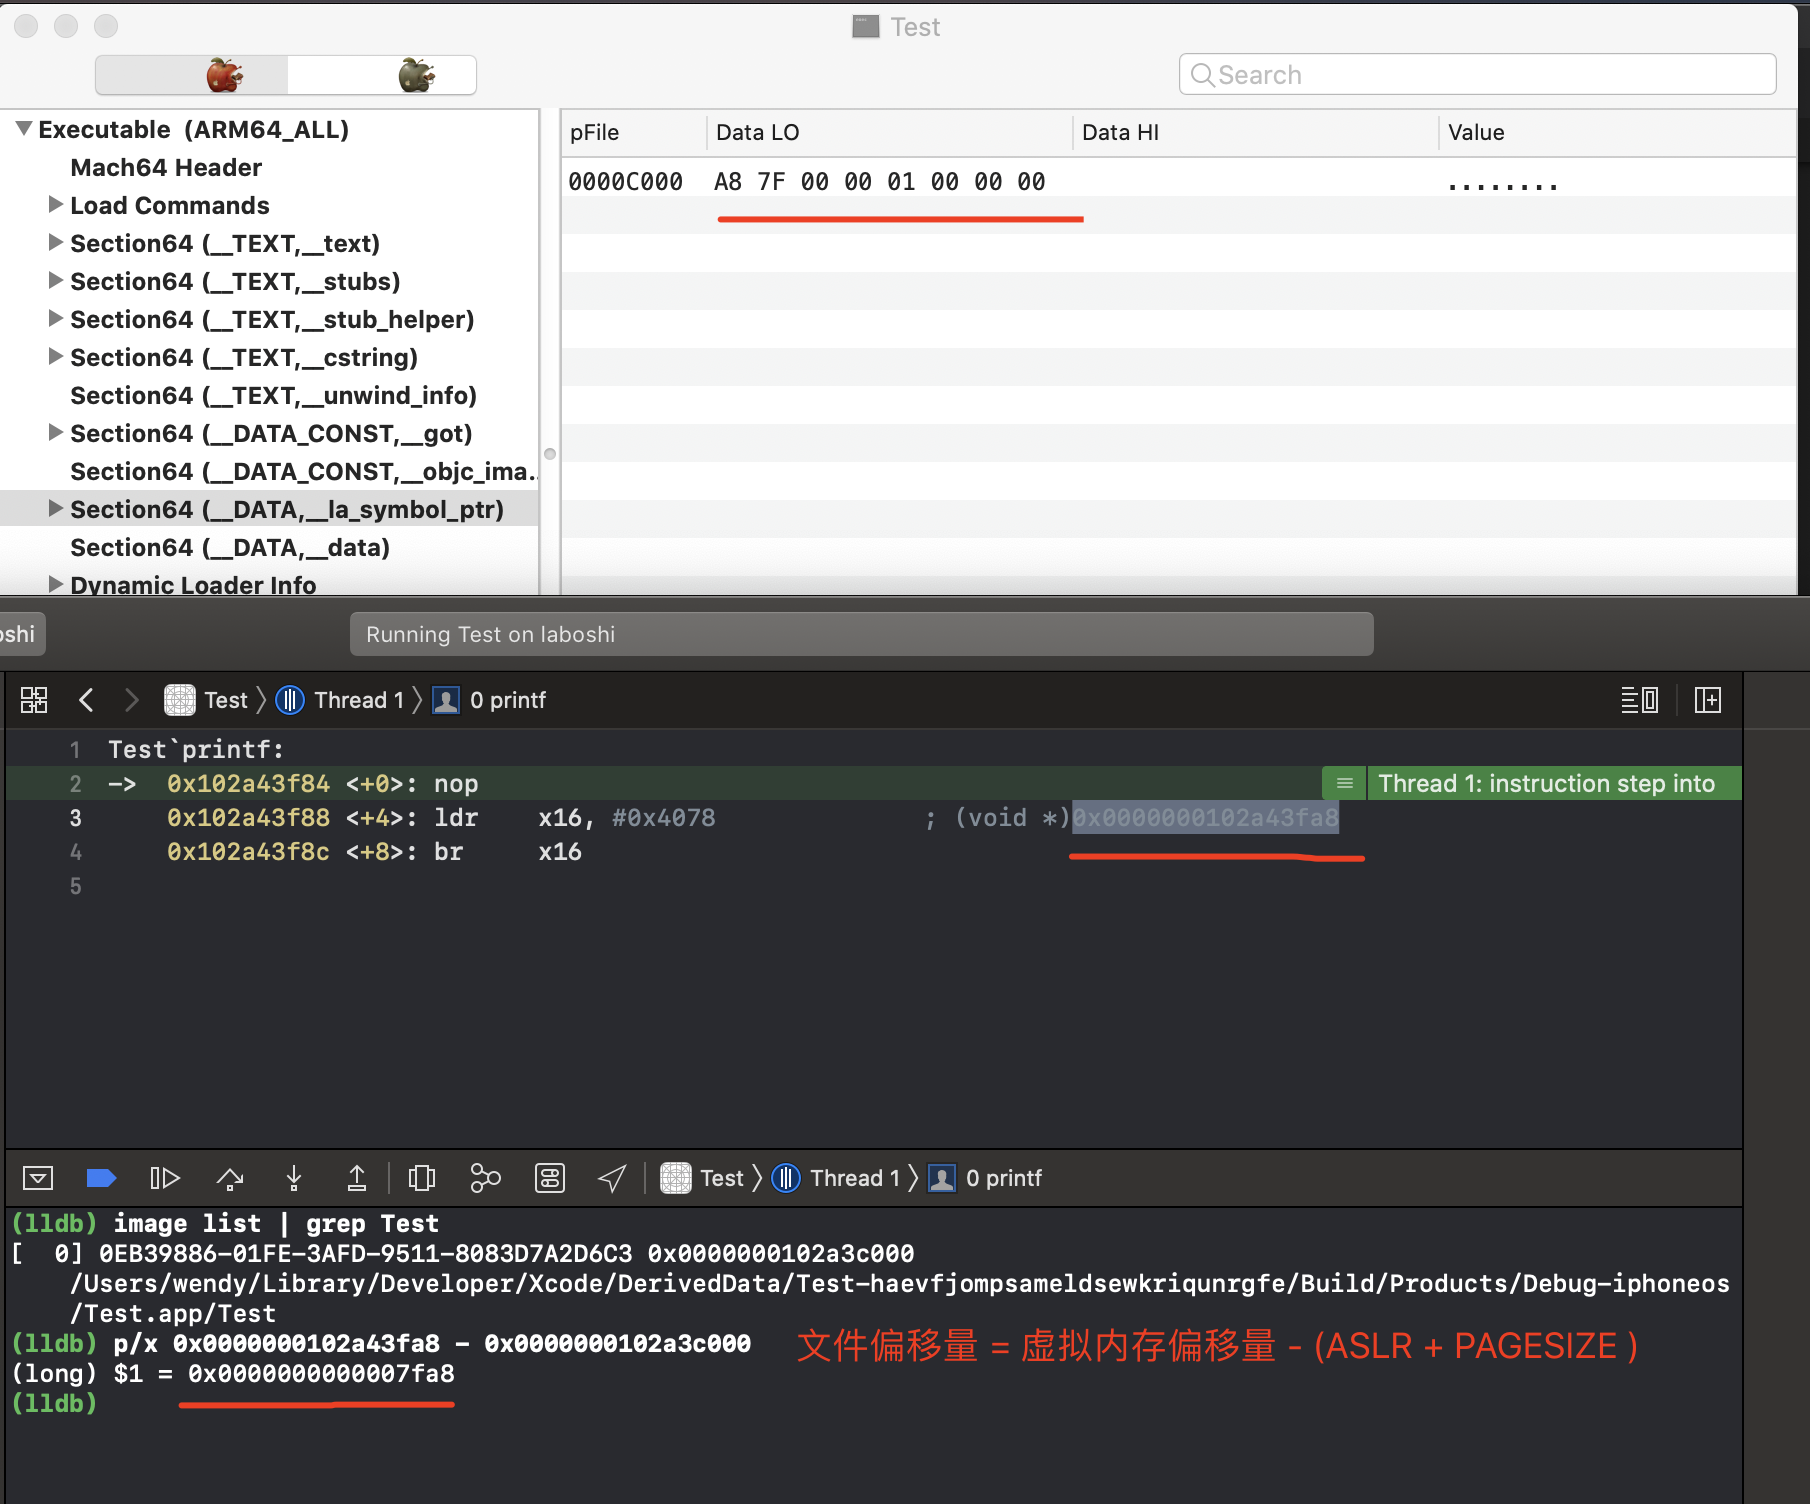 Test
Search
Executable (ARM64_ALL)
Mach64 Header
Load Commands
Section64 (__TEXT,__text)
Section64 (__TEXT,__stubs)
Section64 (__TEXT,__stub_helper)
Section64 (__TEXT,__cstring)
Section64 (__TEXT,__unwind_info)
Section64 (__DATA_CONST,__got)
Section64 (__DATA_CONST,__objc_ima..
Section64 (__DATA,__la_symbol_ptr)
Section64 (__DATA,__data)
Dynamic Loader Info
pFile Data LO Data HI Value
0000C000 A8 7F 00 00 01 00 00 00 ........
oshi
Running Test on laboshi
Test Thread 1 0 printf
1 Test`printf:
2 -> 0x102a43f84 <+0>: nop Thread 1: instruction step into
3 0x102a43f88 <+4>: ldr x16, #0x4078 ; (void *)0x0000000102a43fa8
4 0x102a43f8c <+8>: br x16
5
Test Thread 1 0 printf
(lldb) image list | grep Test
[ 0] 0EB39886-01FE-3AFD-9511-8083D7A2D6C3 0x0000000102a3c000
/Users/wendy/Library/Developer/Xcode/DerivedData/Test-haevfjompsameldsewkriqunrgfe/Build/Products/Debug-iphoneos
/Test.app/Test
(lldb) p/x 0x0000000102a43fa8 - 0x0000000102a3c000
文件偏移量 = 虚拟内存偏移量 - (ASLR + PAGESIZE )
(long) $1 = 0x0000000000007fa8
(lldb)